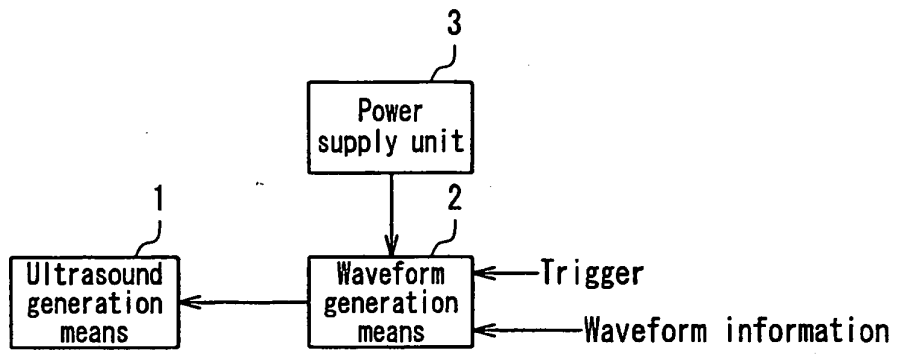 3
Power
supply unit
1
2
Ultrasound
generation
means
Waveform
generation
means
Trigger
Waveform information